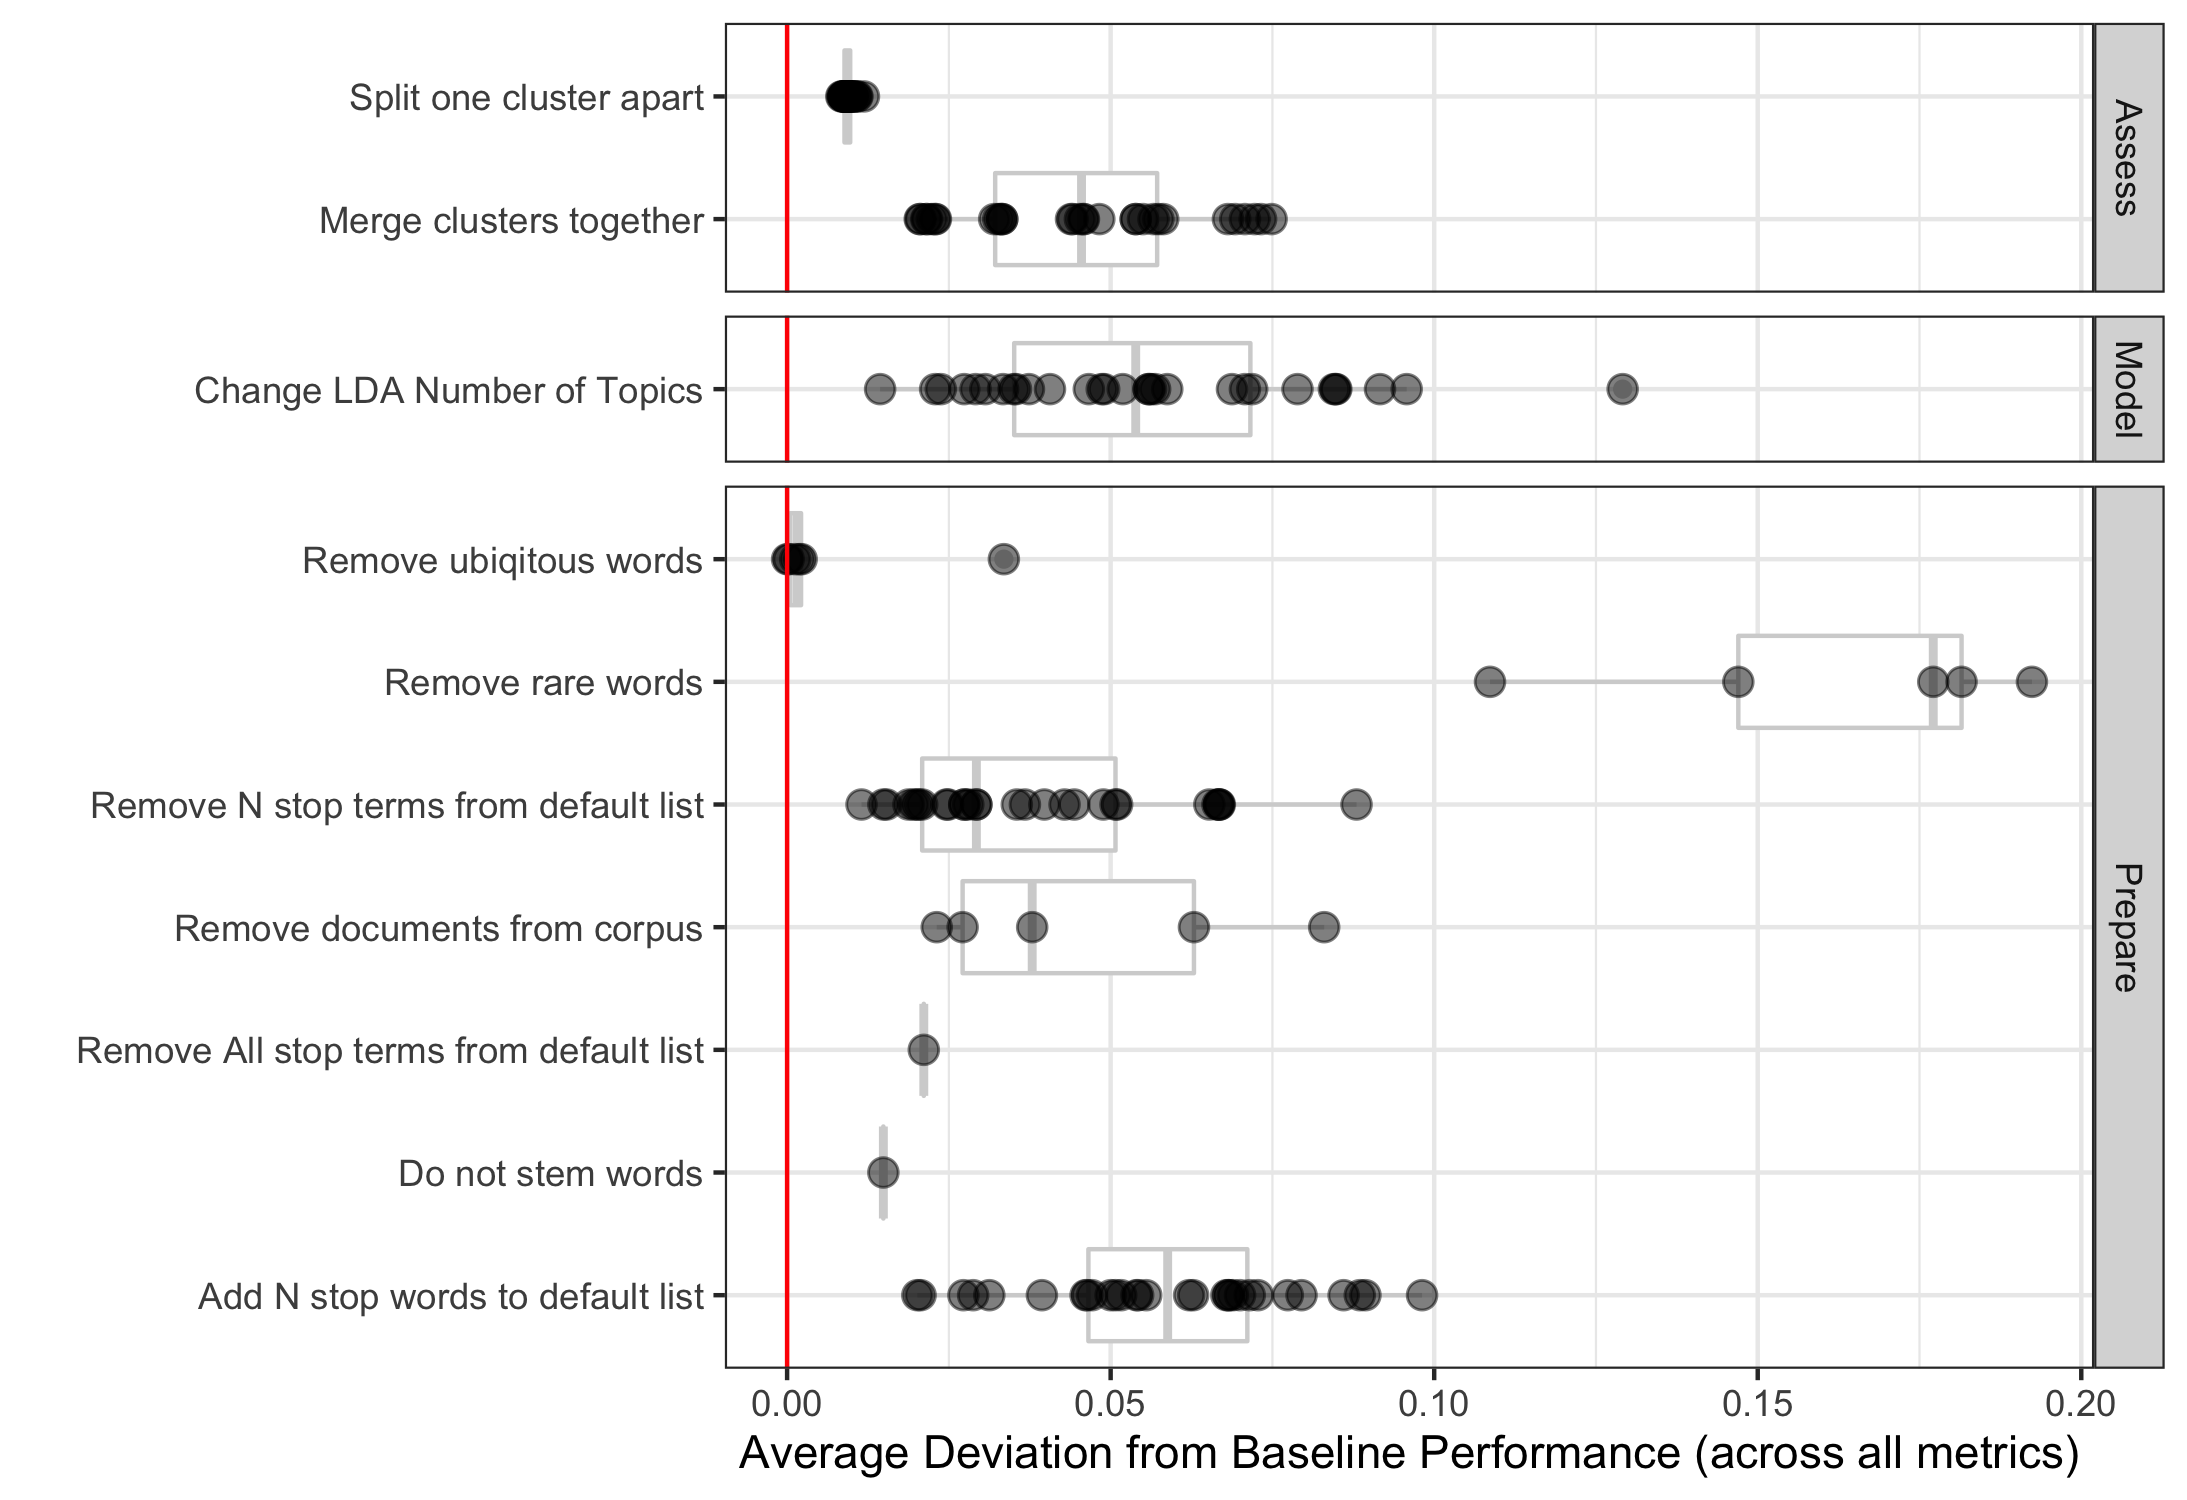 Split one cluster apart
Merge clusters together
Assess
Change LDA Number of Topics
Model
Remove ubiqitous words
Remove rare words
Remove N stop terms from default list
Remove documents from corpus
Remove All stop terms from default list
Do not stem words
Add N stop words to default list
Prepare
0.00 0.05 0.10 0.15 0.20
Average Deviation from Baseline Performance (across all metrics)